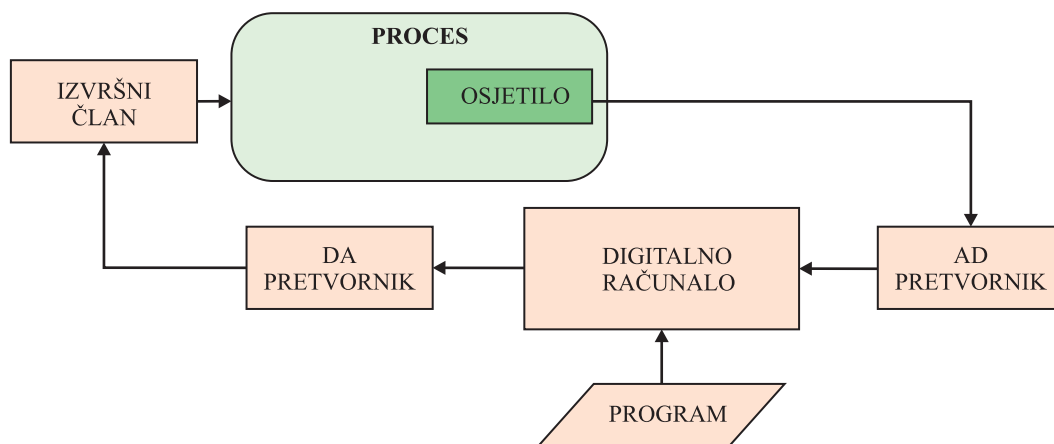 PROCES
IZVRŠNI
ČLAN
OSJETILO
DA
PRETVORNIK
DIGITALNO
RAČUNALO
AD
PRETVORNIK
PROGRAM